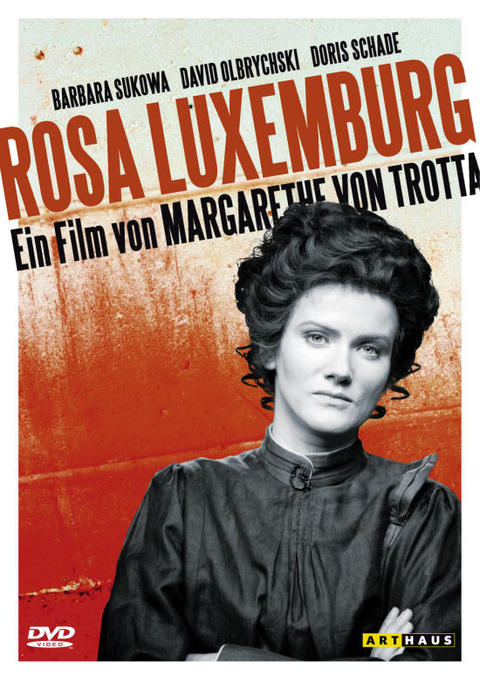 BARBARA SUKOWA DAVID OLBRYCHSKI DORIS SCHADE
ROSA LUXEMBURG
Ein Film von MARGARETHE VON TROTTA
DVD
VIDEO
ARTHAUS